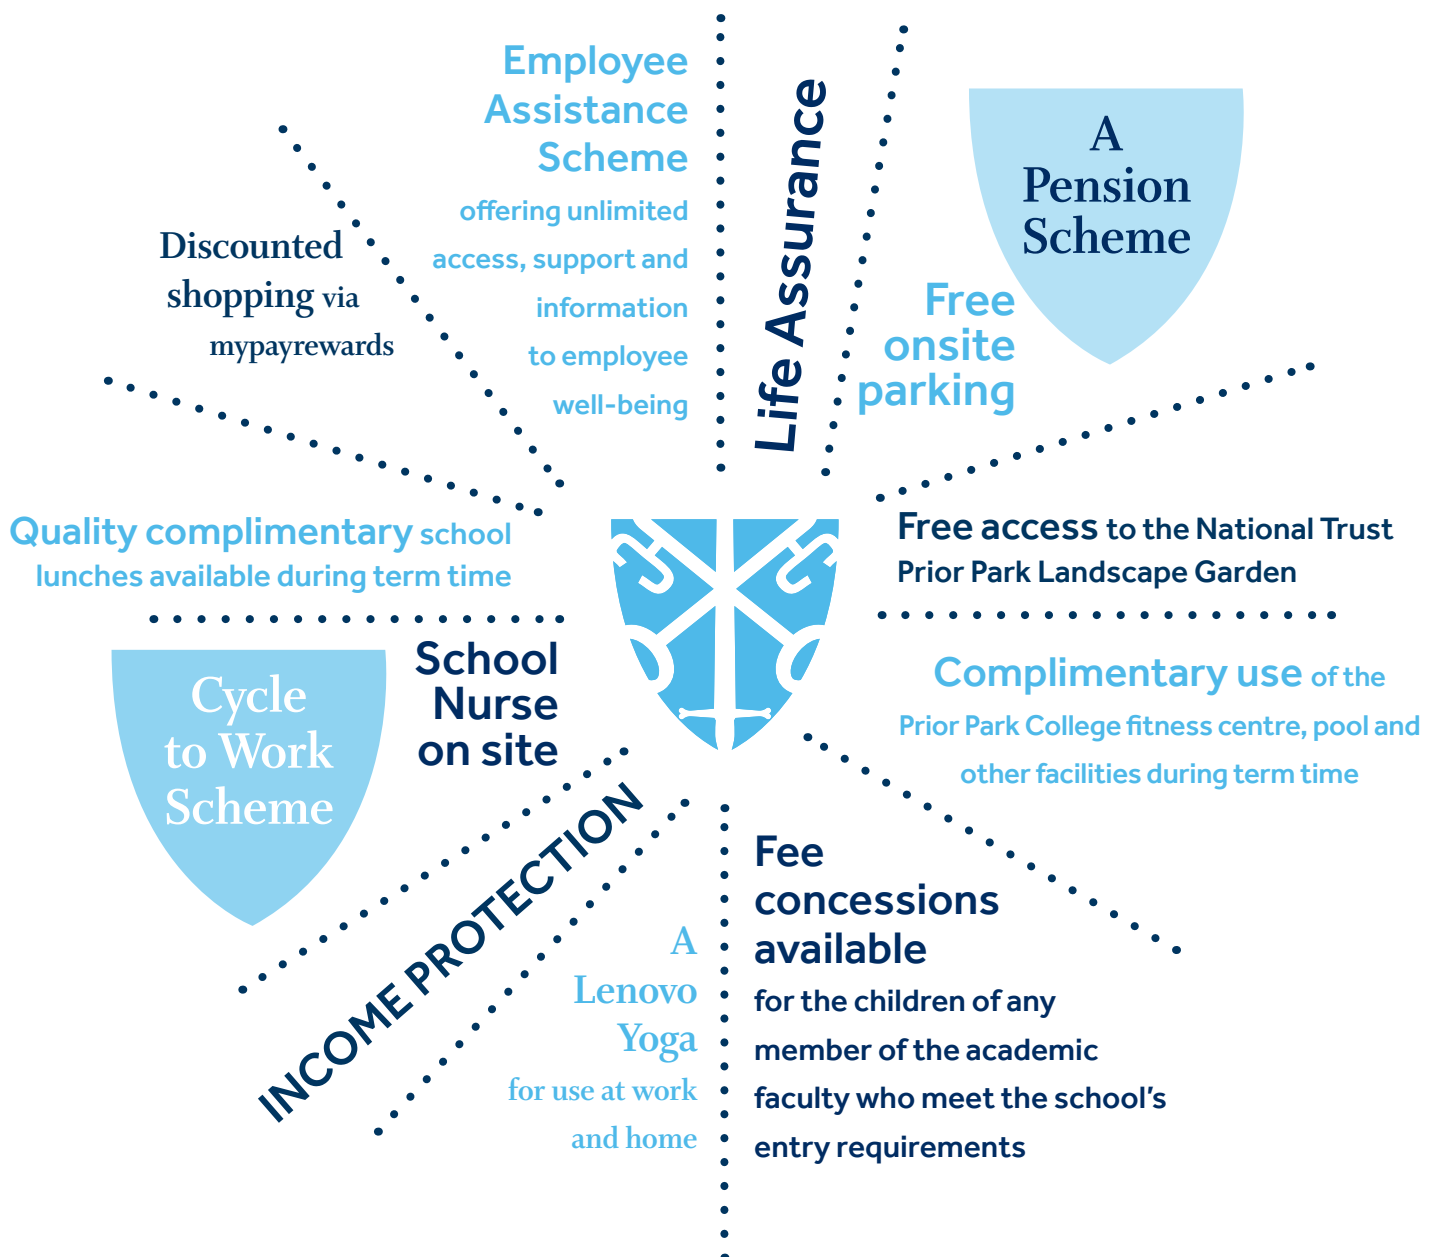 Employee
Assistance
Scheme
offering unlimited
access, support and
information
to employee
well-being
Life Assurance
A
Pension
Scheme
Free
onsite
parking
Discounted
shopping via
mypayrewards
Quality complimentary school
lunches available during term time
Free access to the National Trust
Prior Park Landscape Garden
Cycle
to Work
Scheme
School
Nurse
on site
Complimentary use of the
Prior Park College fitness centre, pool and
other facilities during term time
INCOME PROTECTION
A
Lenovo
Yoga
for use at work
and home
Fee
concessions
available
for the children of any
member of the academic
faculty who meet the school's
entry requirements